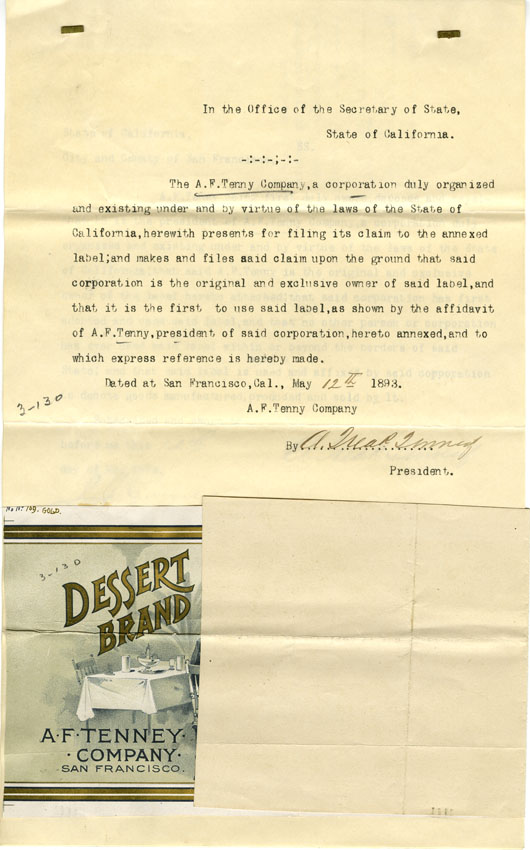 In the Office of the Secretary of State,
State of California.
-:-:-;-:-
The A.F.Tenny Company,a corporation duly organized
and existing under and by virtue of the laws of the State of
California,herewith presents for filing its claim to the annexed
label;and makes and files said claim upon the ground that said
corporation is the original and exclusive owner of said label,and
that it is the first to use said label,as shown by the affidavit
of A.F.Tenny,president of said corporation,hereto annexed,and to
which express reference is hereby made.
Dated at San Francisco,Cal., May 12th 1893.
3-130
A.F.Tenny Company
By A. Tenney
President.
No 129. GOLD.
3-130
DESSERT
BRAND
A·F·TENNEY·
·COMPANY·
SAN FRANCISCO.